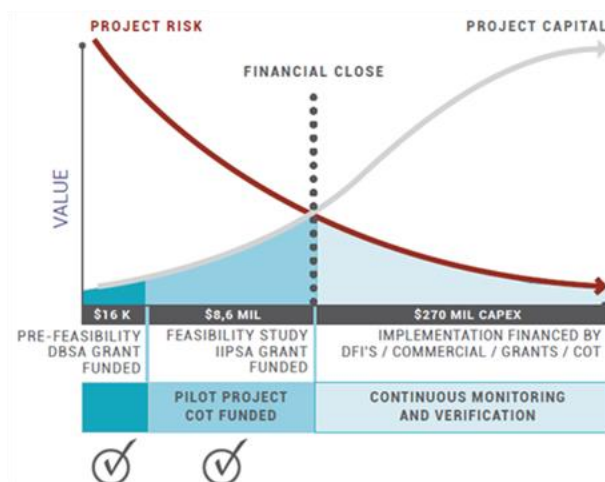 PROJECT RISK
PROJECT CAPITAL
FINANCIAL CLOSE
VALUE
$16 K
$8,6 MIL
$270 MIL CAPEX
PRE-FEASIBILITY
DBSA GRANT
FUNDED
FEASIBILITY STUDY
IIPSA GRANT
FUNDED
IMPLEMENTATION FINANCED BY
DFI'S / COMMERCIAL / GRANTS / COT
PILOT PROJECT
COT FUNDED
CONTINUOUS MONITORING
AND VERIFICATION